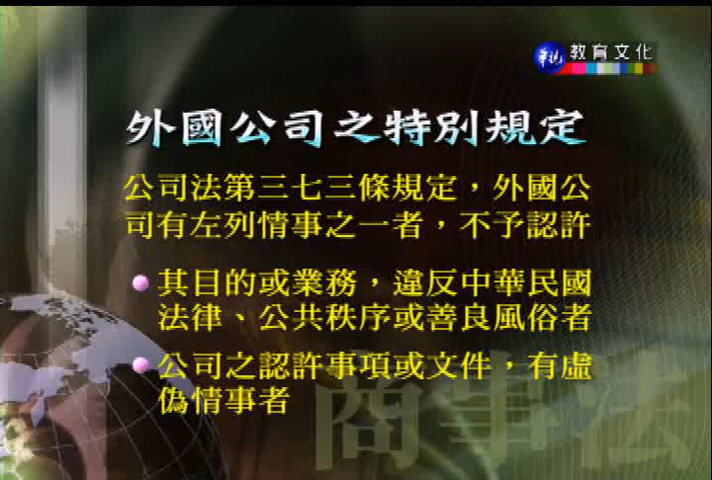 華視 教育文化
外國公司之特別規定
公司法第三七三條規定，外國公
司有左列情事之一者，不予認許
其目的或業務，違反中華民國
法律、公共秩序或善良風俗者
公司之認許事項或文件，有虛
偽情事者
商事法